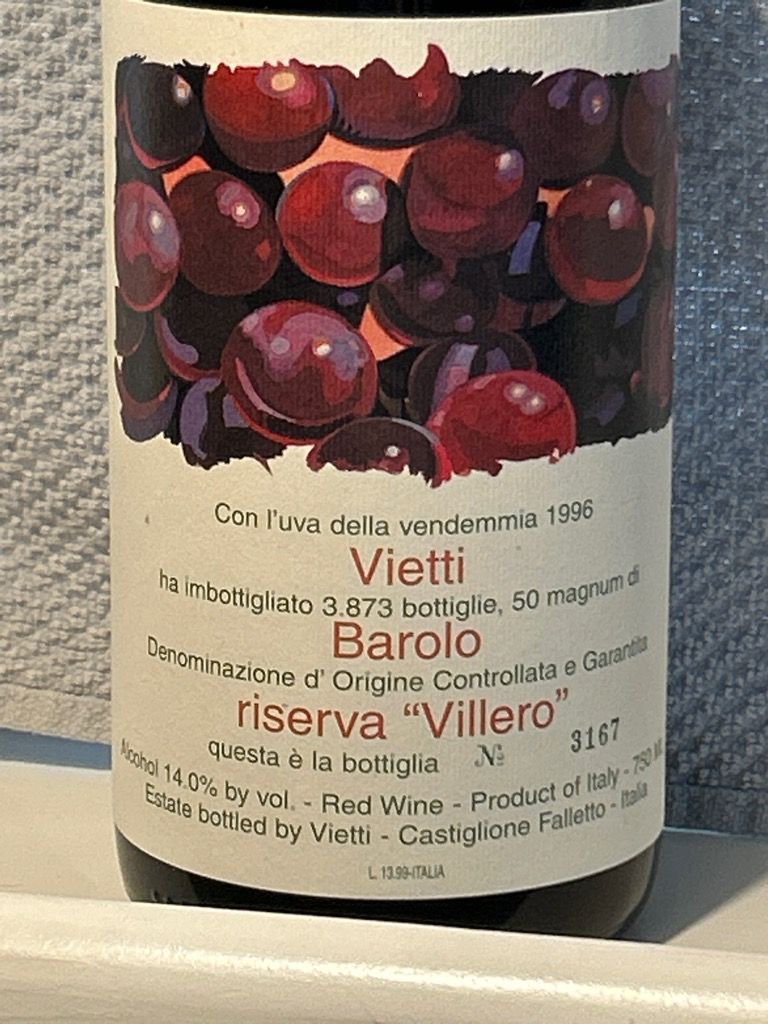 Con l'uva della vendemmia 1996
Vietti
ha imbottigliato 3.873 bottiglie, 50 magnum di
Barolo
Denominazione d' Origine Controllata e Garantita
riserva “Villero”
questa è la bottiglia № 3167
Alcohol 14.0% by vol. - Red Wine - Product of Italy - 750 ML
Estate bottled by Vietti - Castiglione Falletto - Italia
L. 13.99-ITALIA